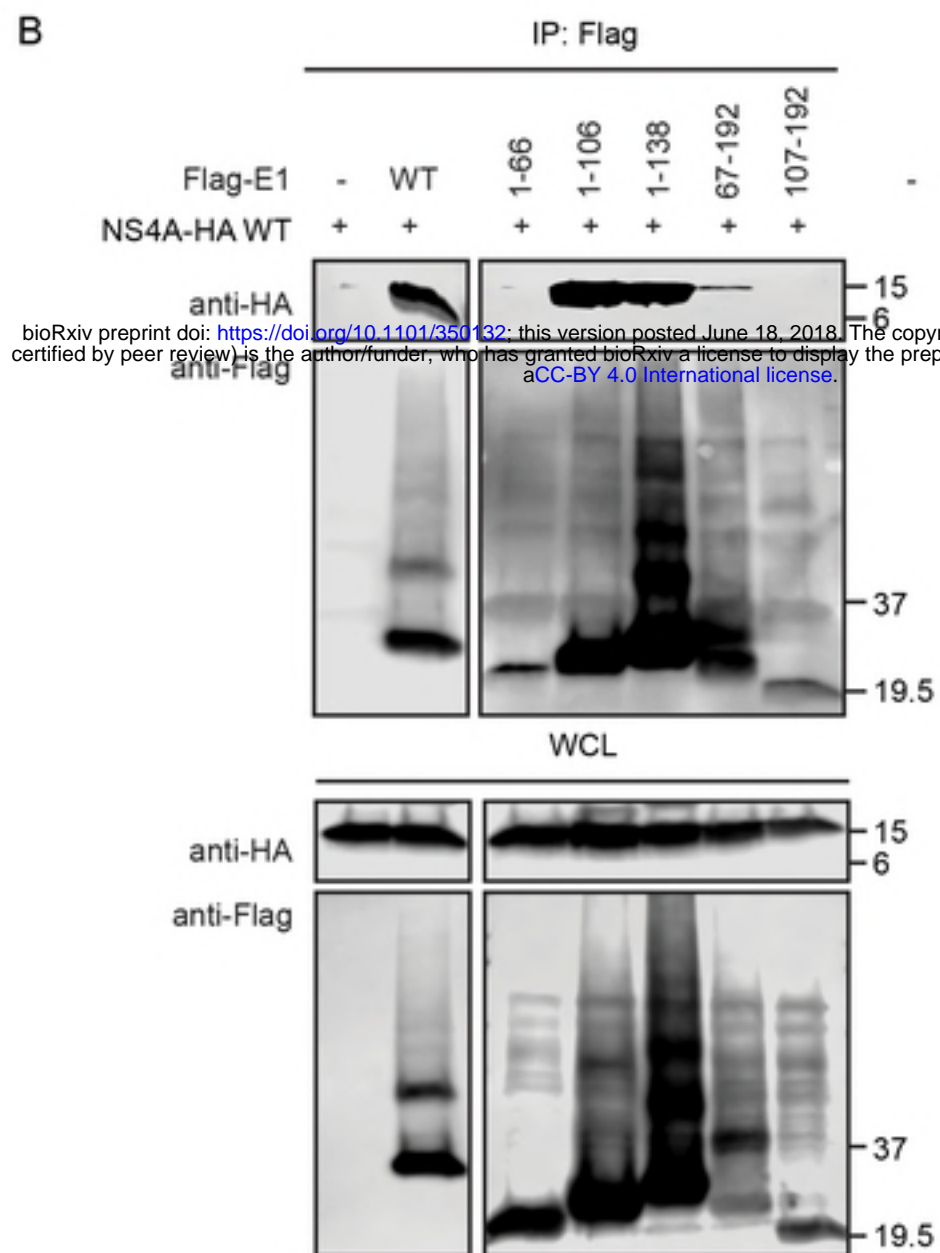 B
IP: Flag
Flag-E1 - WT 1-66 1-106 1-138 67-192 107-192 -
NS4A-HA WT + + + + + + +
anti-HA
15
6
bioRxiv preprint doi: https://doi.org/10.1101/350132; this version posted June 18, 2018. The copyr
certified by peer review) is the author/funder, who has granted bioRxiv a license to display the prep
aCC-BY 4.0 International license.
anti-Flag
37
19.5
WCL
anti-HA
15
6
anti-Flag
37
19.5